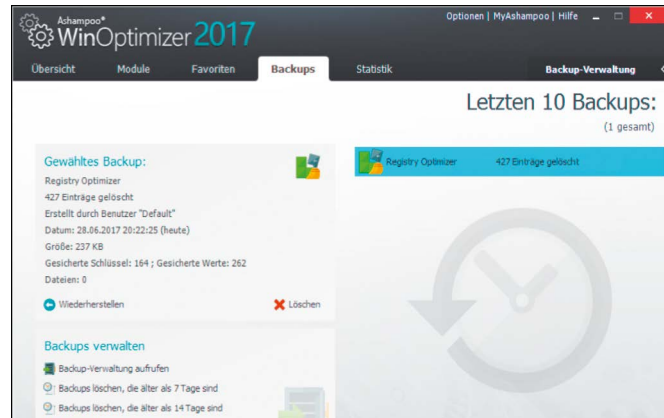 Ashampoo®
WinOptimizer 2017
Optionen | MyAshampoo | Hilfe
Übersicht
Module
Favoriten
Backups
Statistik
Backup-Verwaltung
Letzten 10 Backups:
(1 gesamt)
Gewähltes Backup:
Registry Optimizer
427 Einträge gelöscht
Erstellt durch Benutzer "Default"
Datum: 28.06.2017 20:22:25 (heute)
Größe: 237 KB
Gesicherte Schlüssel: 164 ; Gesicherte Werte: 262
Dateien: 0
Wiederherstellen
Löschen
Registry Optimizer
427 Einträge gelöscht
Backups verwalten
Backup-Verwaltung aufrufen
Backups löschen, die älter als 7 Tage sind
Backups löschen, die älter als 14 Tage sind